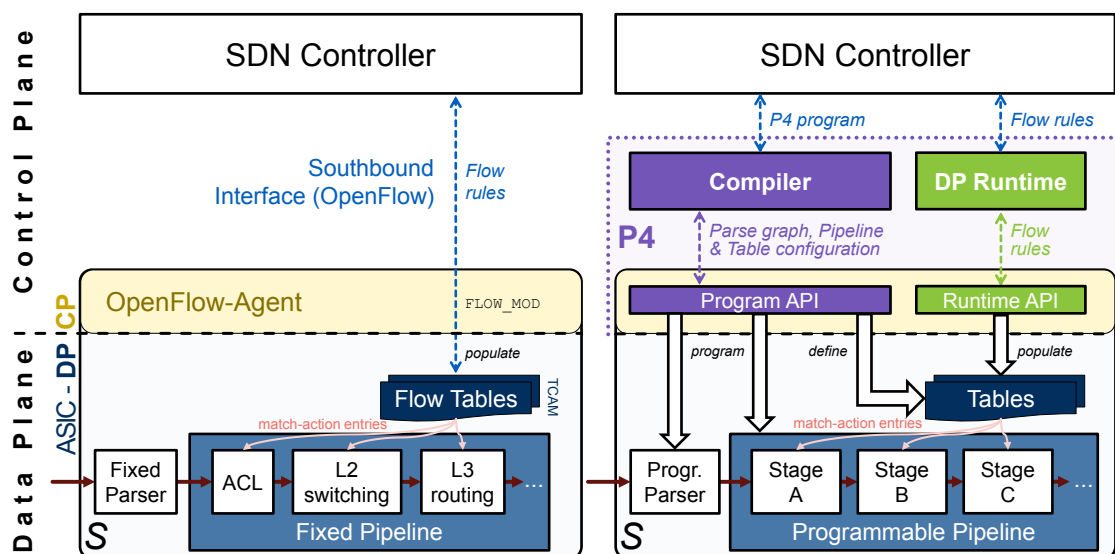 Control Plane
Data Plane
CP
ASIC - DP
SDN Controller
Southbound
Interface (OpenFlow)
Flow
rules
OpenFlow-Agent
FLOW_MOD
populate
Flow Tables
TCAM
match-action entries
Fixed
Parser
ACL
L2
switching
L3
routing
...
Fixed Pipeline
S
SDN Controller
P4 program
Flow rules
Compiler
DP Runtime
P4
Parse graph, Pipeline
& Table configuration
Flow
rules
Program API
Runtime API
program
define
populate
Tables
match-action entries
Progr.
Parser
Stage
A
Stage
B
Stage
C
...
Programmable Pipeline
S